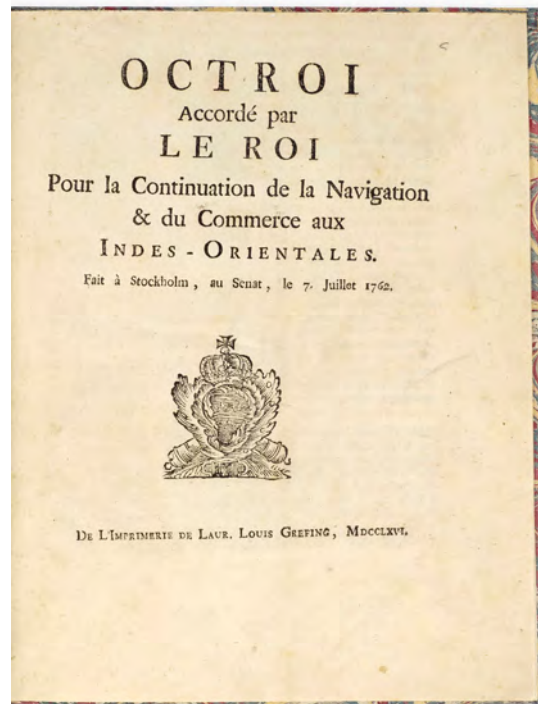 OCTROI
Accordé par
LE ROI
Pour la Continuation de la Navigation
& du Commerce aux
INDES - ORIENTALES.
Fait à Stockholm, au Senat, le 7. Juillet 1762.
DE L'IMPRIMERIE DE LAUR. LOUIS GREFING, MDCCLXVI.